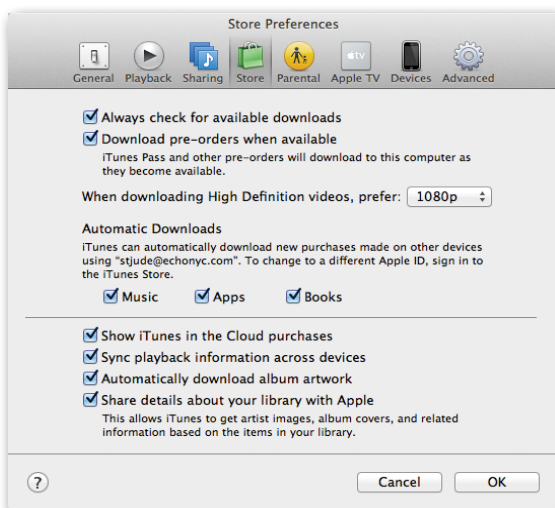 Store Preferences
General Playback Sharing Store Parental Apple TV Devices Advanced
Always check for available downloads
Download pre-orders when available
iTunes Pass and other pre-orders will download to this computer as
they become available.
When downloading High Definition videos, prefer: 1080p
Automatic Downloads
iTunes can automatically download new purchases made on other devices
using "stjude@echonyc.com". To change to a different Apple ID, sign in to
the iTunes Store.
Music Apps Books
Show iTunes in the Cloud purchases
Sync playback information across devices
Automatically download album artwork
Share details about your library with Apple
This allows iTunes to get artist images, album covers, and related
information based on the items in your library.
? Cancel OK